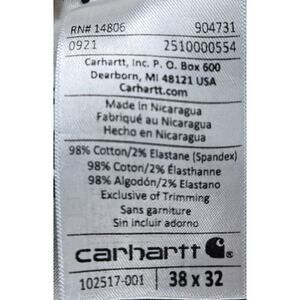 RN# 14806 904731
0921 2510000554
Carhartt, Inc. P. O. Box 600
Dearborn, MI 48121 USA
Carhartt.com
Made in Nicaragua
Fabriqué au Nicaragua
Hecho en Nicaragua
98% Cotton/2% Elastane (Spandex)
98% Coton/2% Élasthanne
98% Algodón/2% Elastano
Exclusive of Trimming
Sans garniture
Sin incluir adorno
carhartt
102517-001 38 x 32